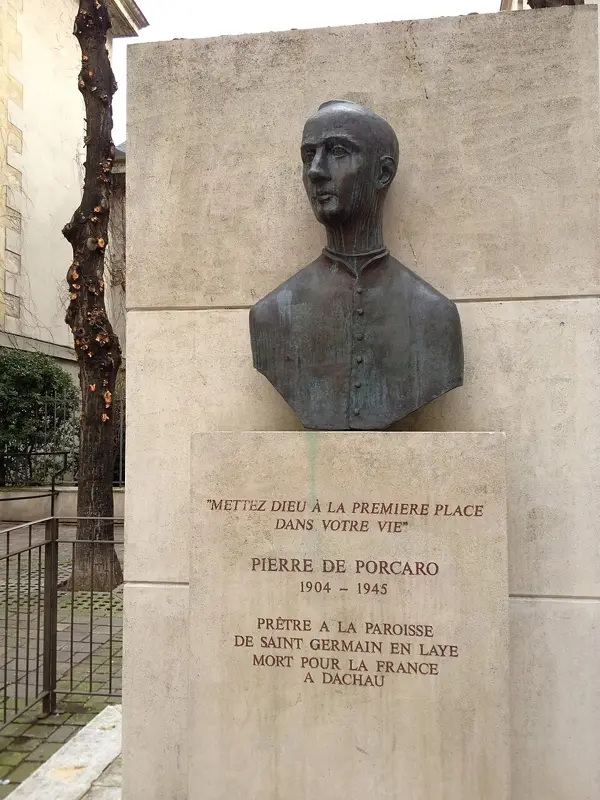 "METTEZ DIEU À LA PREMIERE PLACE
DANS VOTRE VIE"
PIERRE DE PORCARO
1904 – 1945
PRÊTRE A LA PAROISSE
DE SAINT GERMAIN EN LAYE
MORT POUR LA FRANCE
A DACHAU